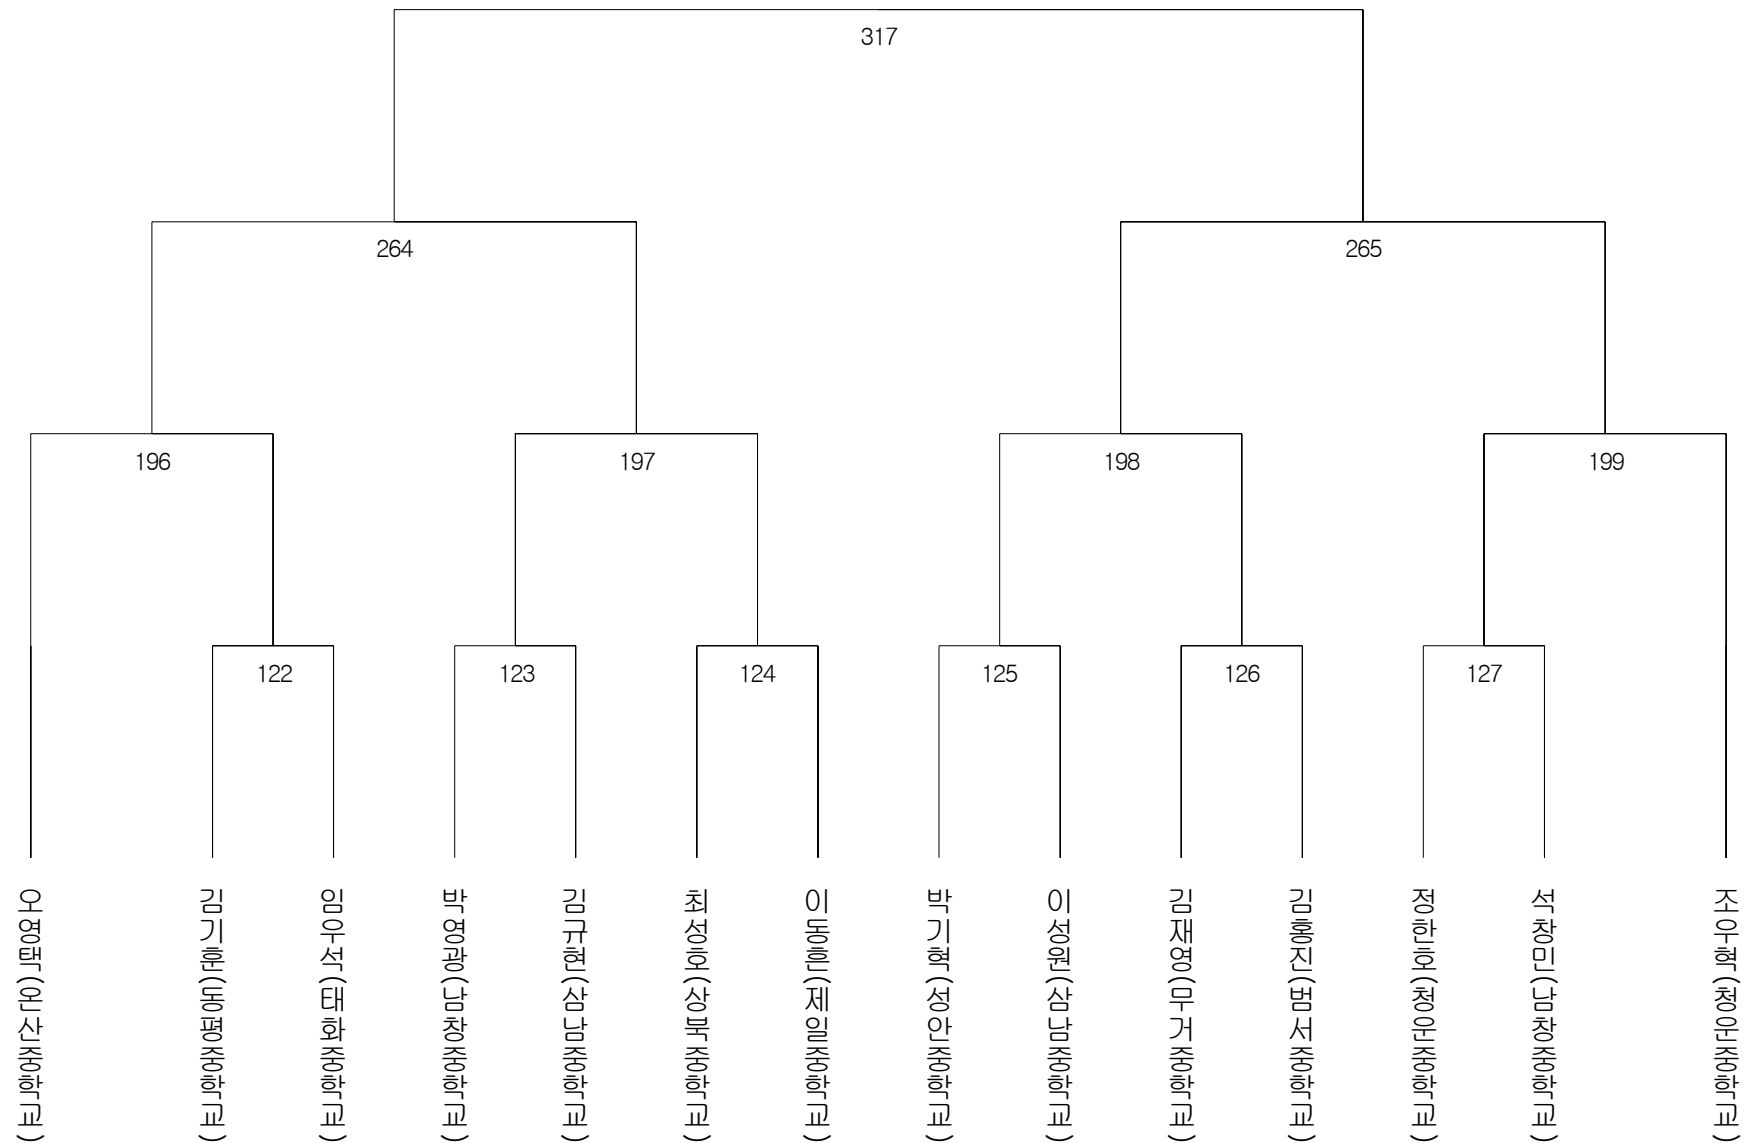 317
264
265
196
197
198
199
122
123
124
125
126
127
오영택(온산중학교)
김기훈(동평중학교)
임우석(태화중학교)
박영광(남창중학교)
김규현(삼남중학교)
최성호(상북중학교)
이동흔(제일중학교)
박기혁(성안중학교)
이성원(삼남중학교)
김재영(무거중학교)
김홍진(범서중학교)
정한호(청운중학교)
석창민(남창중학교)
조우혁(청운중학교)